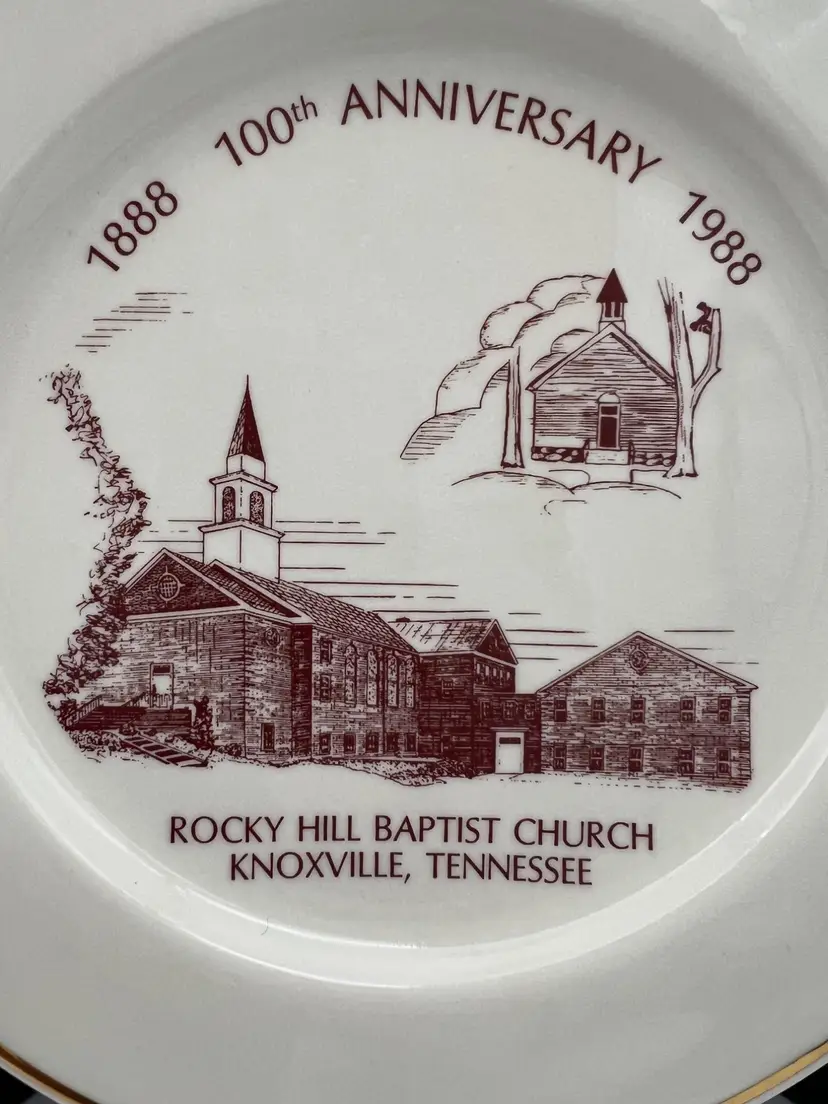 1888 100th ANNIVERSARY 1988
ROCKY HILL BAPTIST CHURCH
KNOXVILLE, TENNESSEE